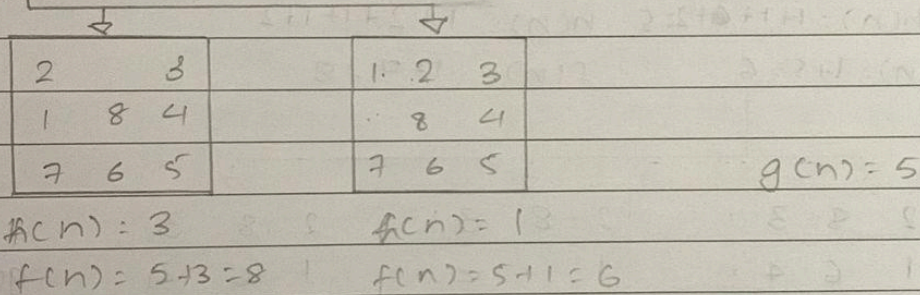 2 3 1 2 3
1 8 4 8 4
7 6 5 7 6 5 g(n) = 5
h(n) : 3 h(n) = 1
f(n) = 5+3 = 8 f(n) = 5+1 = 6